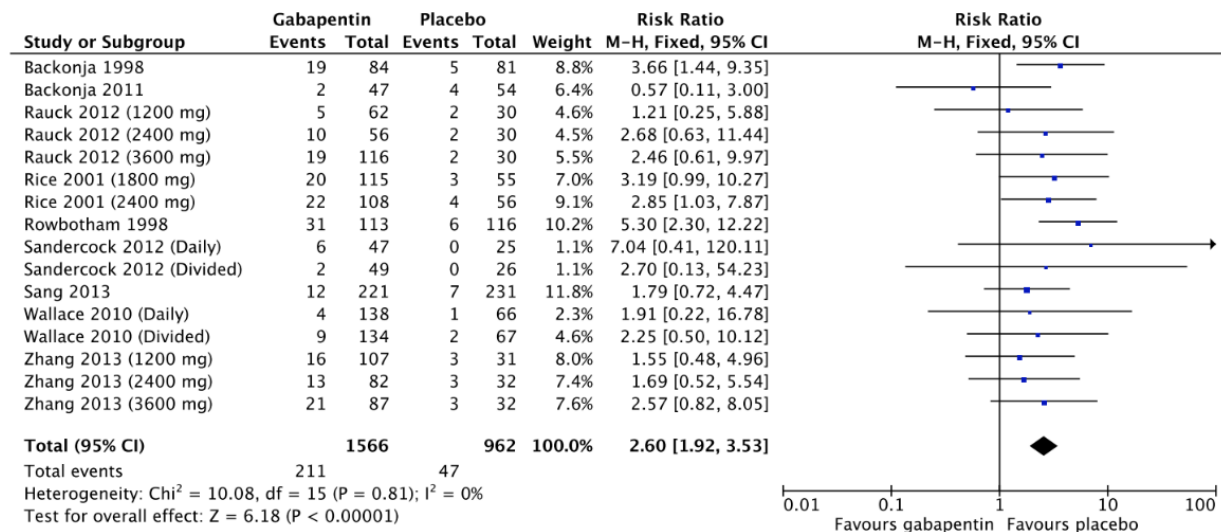 Gabapentin Placebo Risk Ratio Risk Ratio
Study or Subgroup Events Total Events Total Weight M-H, Fixed, 95% CI M-H, Fixed, 95% CI
Backonja 1998 19 84 5 81 8.8% 3.66 [1.44, 9.35]
Backonja 2011 2 47 4 54 6.4% 0.57 [0.11, 3.00]
Rauck 2012 (1200 mg) 5 62 2 30 4.6% 1.21 [0.25, 5.88]
Rauck 2012 (2400 mg) 10 56 2 30 4.5% 2.68 [0.63, 11.44]
Rauck 2012 (3600 mg) 19 116 2 30 5.5% 2.46 [0.61, 9.97]
Rice 2001 (1800 mg) 20 115 3 55 7.0% 3.19 [0.99, 10.27]
Rice 2001 (2400 mg) 22 108 4 56 9.1% 2.85 [1.03, 7.87]
Rowbotham 1998 31 113 6 116 10.2% 5.30 [2.30, 12.22]
Sandercock 2012 (Daily) 6 47 0 25 1.1% 7.04 [0.41, 120.11]
Sandercock 2012 (Divided) 2 49 0 26 1.1% 2.70 [0.13, 54.23]
Sang 2013 12 221 7 231 11.8% 1.79 [0.72, 4.47]
Wallace 2010 (Daily) 4 138 1 66 2.3% 1.91 [0.22, 16.78]
Wallace 2010 (Divided) 9 134 2 67 4.6% 2.25 [0.50, 10.12]
Zhang 2013 (1200 mg) 16 107 3 31 8.0% 1.55 [0.48, 4.96]
Zhang 2013 (2400 mg) 13 82 3 32 7.4% 1.69 [0.52, 5.54]
Zhang 2013 (3600 mg) 21 87 3 32 7.6% 2.57 [0.82, 8.05]
Total (95% CI) 1566 962 100.0% 2.60 [1.92, 3.53]
Total events 211 47
Heterogeneity: Chi² = 10.08, df = 15 (P = 0.81); I² = 0%
Test for overall effect: Z = 6.18 (P < 0.00001)
0.01 0.1 1 10 100
Favours gabapentin Favours placebo